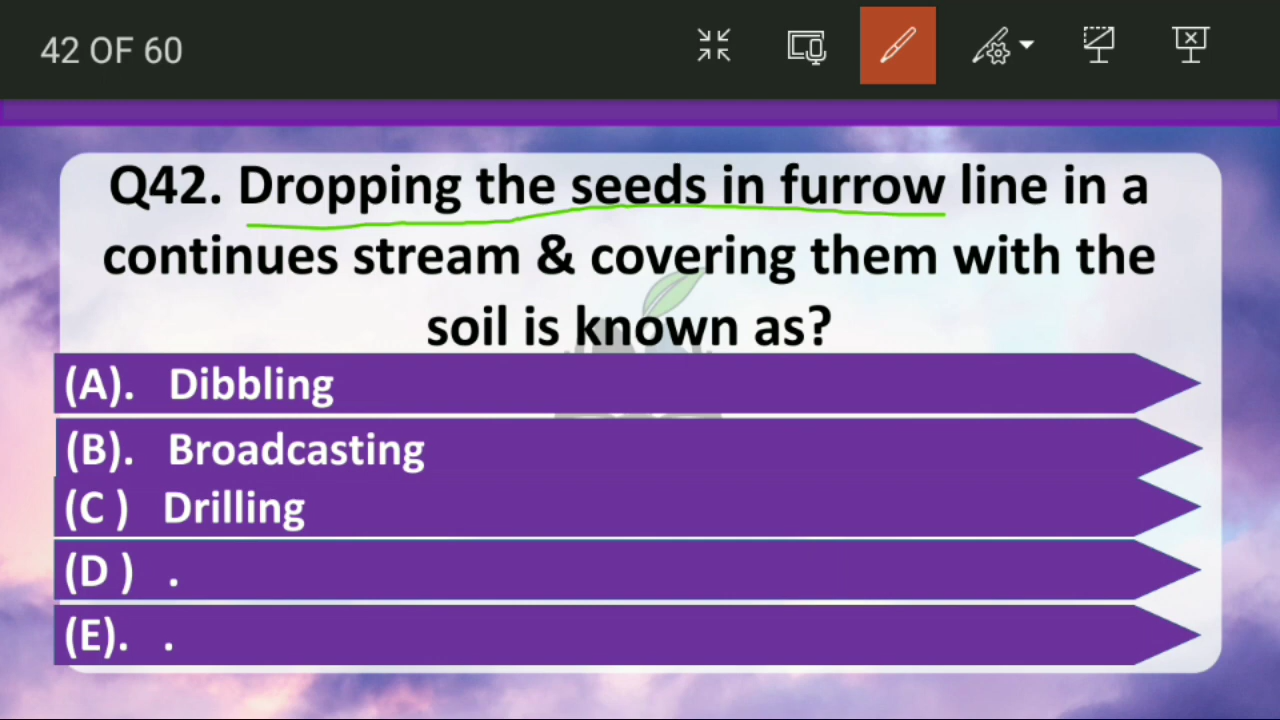 42 OF 60
Q42. Dropping the seeds in furrow line in a
continues stream & covering them with the
soil is known as?
(A). Dibbling
(B). Broadcasting
(C ) Drilling
(D ) .
(E). .